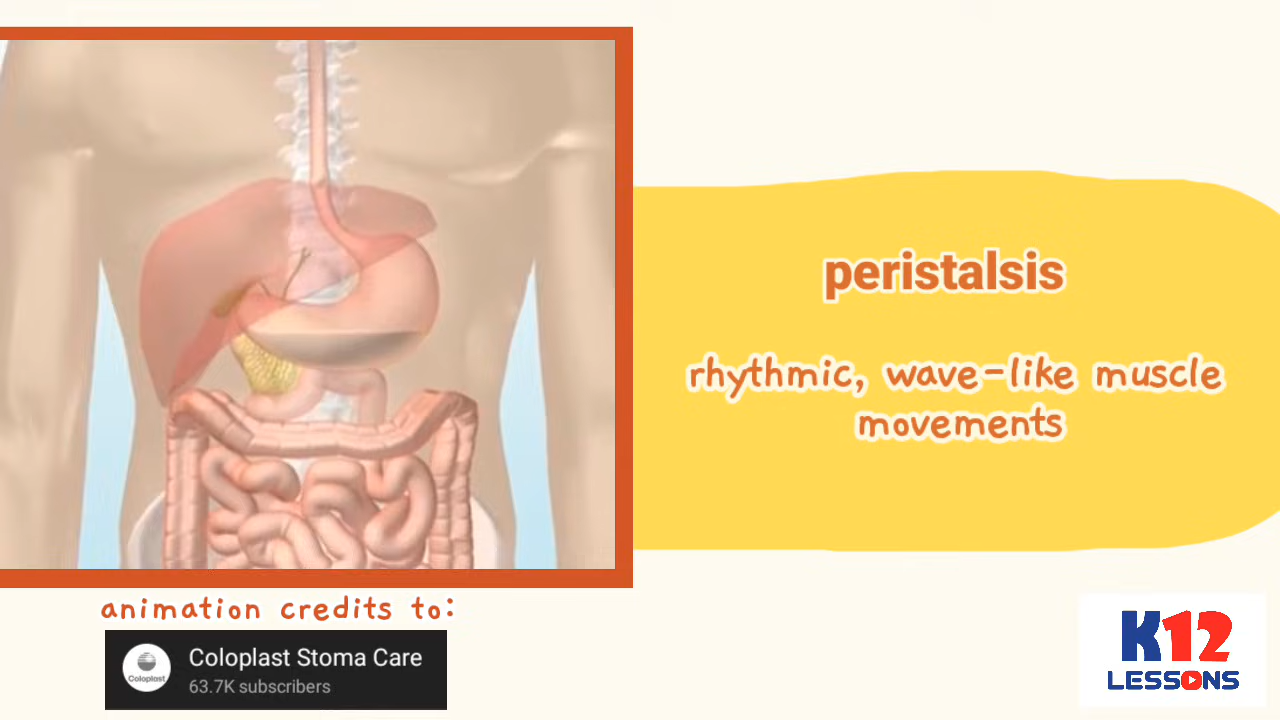 peristalsis
rhythmic, wave-like muscle
movements
animation credits to:
Coloplast Stoma Care
63.7K subscribers
Coloplast
K12
LESSONS